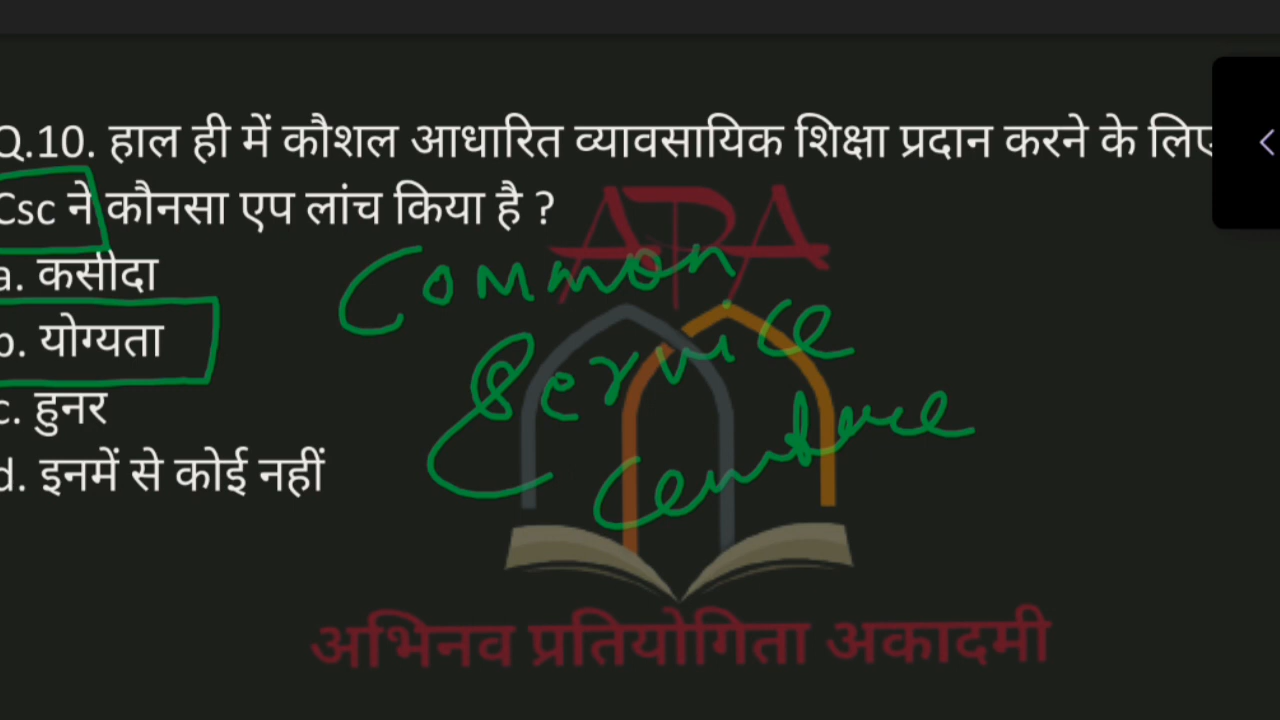 Q.10. हाल ही में कौशल आधारित व्यावसायिक शिक्षा प्रदान करने के लिए
Csc ने कौनसा एप लांच किया है ?
a. कसीदा
b. योग्यता
c. हुनर
d. इनमें से कोई नहीं
APA
Common
Service
Centre
अभिनव प्रतियोगिता अकादमी